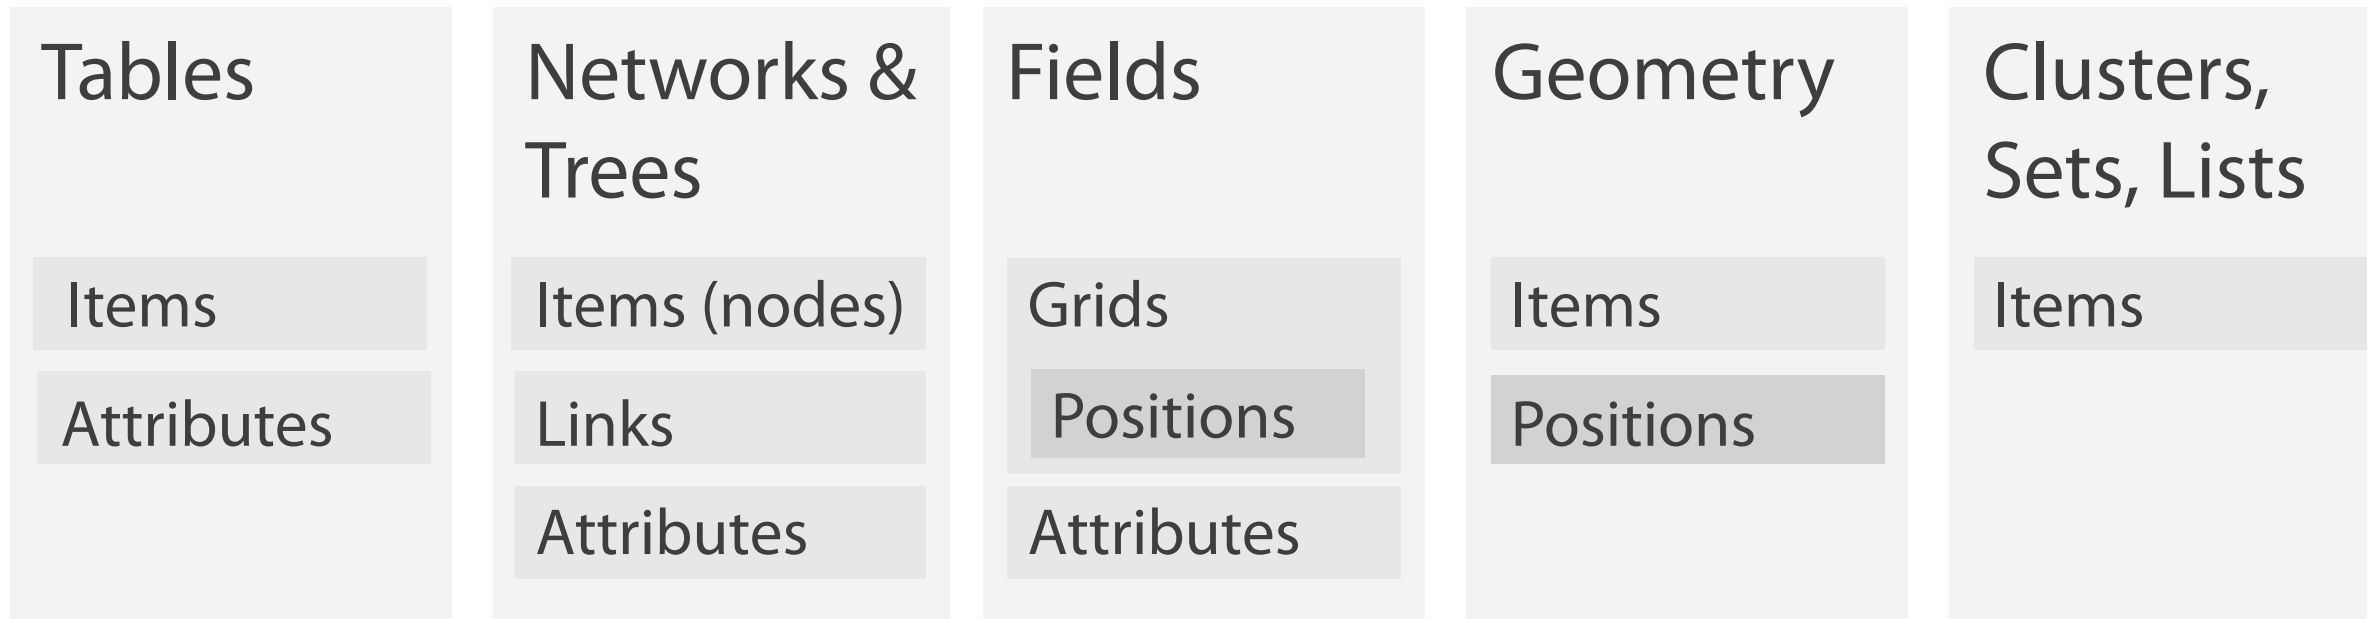 Tables
Items
Attributes
Networks &
Trees
Items (nodes)
Links
Attributes
Fields
Grids
Positions
Attributes
Geometry
Items
Positions
Clusters,
Sets, Lists
Items